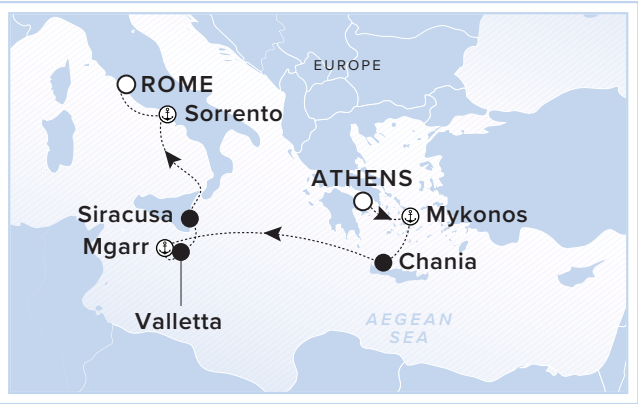 EUROPE
ROME
Sorrento
ATHENS
Siracusa
Mykonos
Mgarr
Chania
Valletta
AEGEAN
SEA